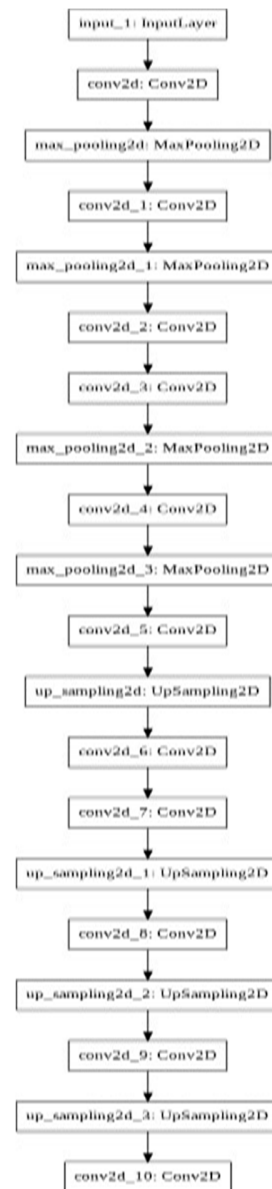 input_1: InputLayer
conv2d: Conv2D
max_pooling2d: MaxPooling2D
conv2d_1: Conv2D
max_pooling2d_1: MaxPooling2D
conv2d_2: Conv2D
conv2d_3: Conv2D
max_pooling2d_2: MaxPooling2D
conv2d_4: Conv2D
max_pooling2d_3: MaxPooling2D
conv2d_5: Conv2D
up_sampling2d: UpSampling2D
conv2d_6: Conv2D
conv2d_7: Conv2D
up_sampling2d_1: UpSampling2D
conv2d_8: Conv2D
up_sampling2d_2: UpSampling2D
conv2d_9: Conv2D
up_sampling2d_3: UpSampling2D
conv2d_10: Conv2D